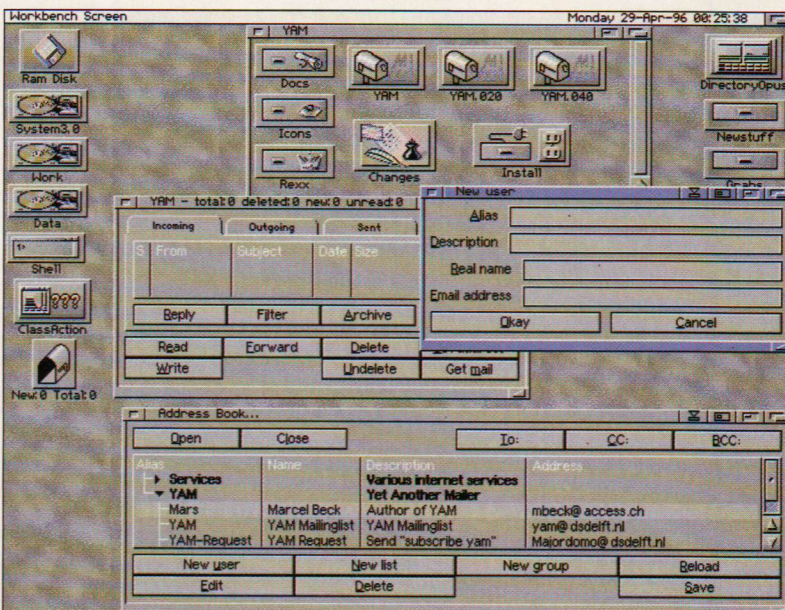 Workbench Screen
Monday 29-Apr-96 00:25:38
Ram Disk
System3.0
Work
Data
Shell
1>
ClassAction
???
New:0 Total:0
YAM
Docs
YAM
YAM.020
YAM.040
Icons
Rexx
Changes
Install
DirectoryOpus
Newstuff
Grabs
YAM - total:0 deleted:0 new:0 unread:0
Incoming
Outgoing
Sent
S From Subject Date Size
Reply Filter Archive
Read Forward Delete
Write Undelete Get mail
New user
Alias
Description
Real name
Email address
Okay Cancel
Address Book...
Open Close To: CC: BCC:
Alias Name Description Address
Services Various internet services
YAM Yet Another Mailer
Mars Marcel Beck Author of YAM mbeck@access.ch
YAM YAM Mailinglist YAM Mailinglist yam@dsdelft.nl
YAM-Request YAM Request Send "subscribe yam" Majordomo@dsdelft.nl
New user New list New group Reload
Edit Delete Save